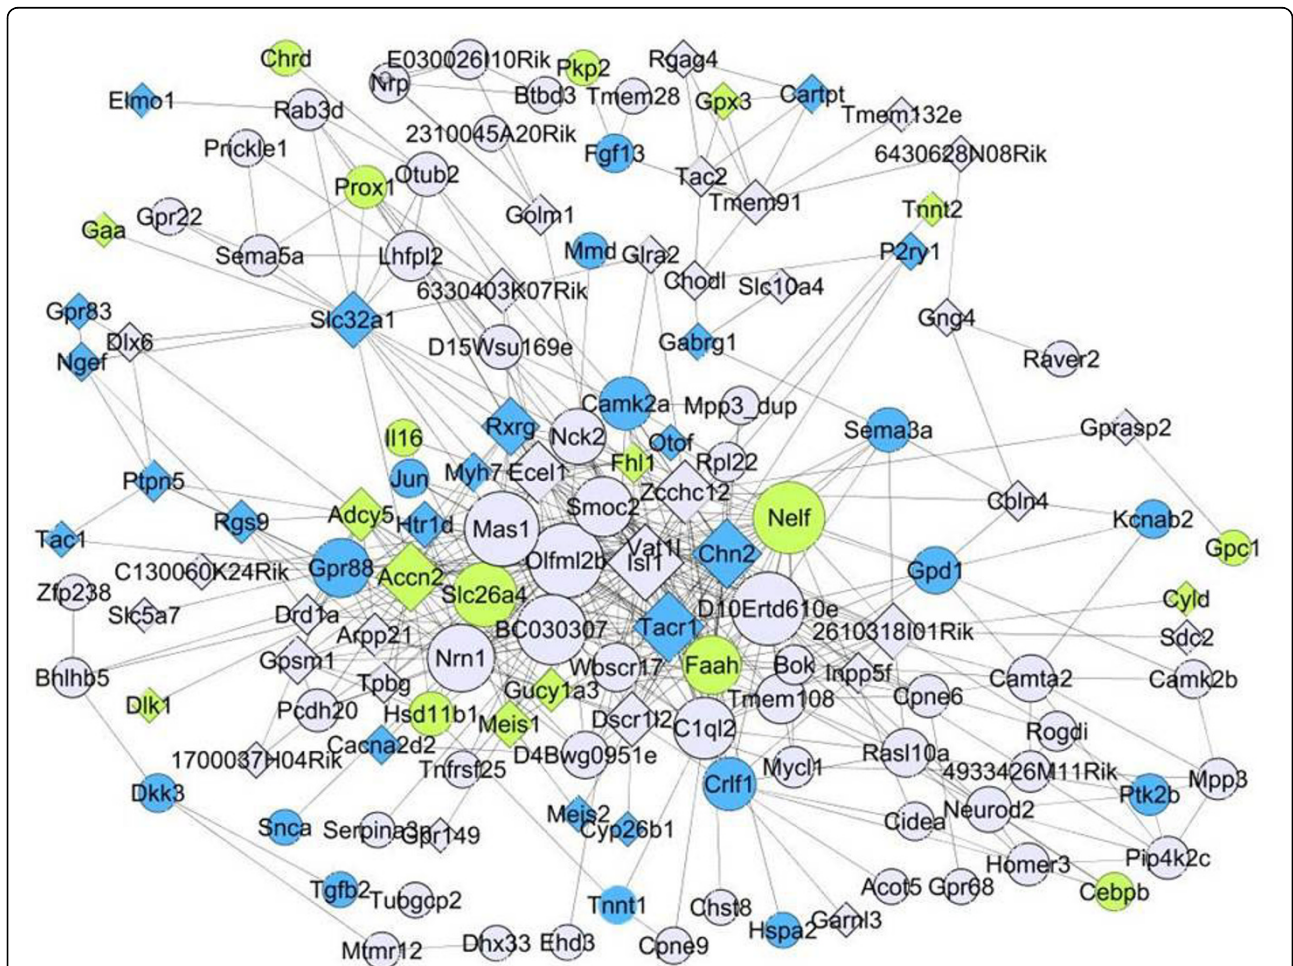 Chrd
E030026I10Rik
Pkp2
Rgag4
Nrp
Elmo1
Btbd3
Tmem28
Gpx3
Cartpt
Rab3d
Tmem132e
2310045A20Rik
Prickle1
Fgf13
6430628N08Rik
Otub2
Prox1
Tac2
Tmem91
Tnnt2
Gpr22
Golm1
Gaa
Sema5a
Lhfpl2
Mmd
Glra2
P2ry1
6330403K07Rik
Chodl
Slc10a4
Gpr83
Slc32a1
Gng4
Dlx6
D15Wsu169e
Gabrg1
Ngef
Raver2
Camk2a
Mpp3_dup
Rxrg
Nck2
Otof
Sema3a
Gprasp2
Il16
Myh7
Ecel1
Fhl1
Rpl22
Ptpn5
Jun
Zcchc12
Cbln4
Rgs9
Adcy5
Htr1d
Mas1
Smoc2
Nelf
Kcnab2
Tac1
Vat1l
Gpc1
C130060K24Rik
Gpr88
Accn2
Olfml2b
Isl1
Chn2
Gpd1
Zfp238
Slc26a4
Slc5a7
Drd1a
D10Ertd610e
Cyld
Arpp21
BC030307
Tacr1
2610318I01Rik
Sdc2
Gpsm1
Nrn1
Wbscr17
Faah
Bok
Inpp5f
Bhlhb5
Tpbg
Gucy1a3
Tmem108
Cpne6
Camta2
Camk2b
Dlk1
Pcdh20
Hsd11b1
Meis1
Dscr1l2
C1ql2
Rogdi
1700037H04Rik
Cacna2d2
Tnfrsf25
D4Bwg0951e
Mycl1
Rasl10a
4933426M11Rik
Mpp3
Dkk3
Crlf1
Ptk2b
Snca
Serpina3n
Gpr149
Meis2
Cyp26b1
Cidea
Neurod2
Homer3
Pip4k2c
Tgfb2
Tubgcp2
Tnnt1
Chst8
Acot5
Gpr68
Cebpb
Mtmr12
Dhx33
Ehd3
Cpne9
Hspa2
Garnl3